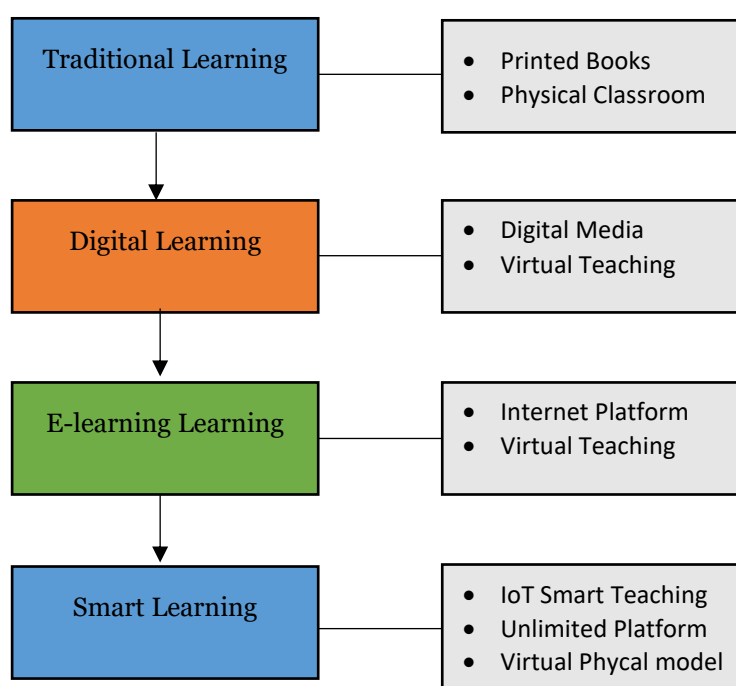 Traditional Learning
• Printed Books
• Physical Classroom
Digital Learning
• Digital Media
• Virtual Teaching
E-learning Learning
• Internet Platform
• Virtual Teaching
Smart Learning
• IoT Smart Teaching
• Unlimited Platform
• Virtual Phycal model